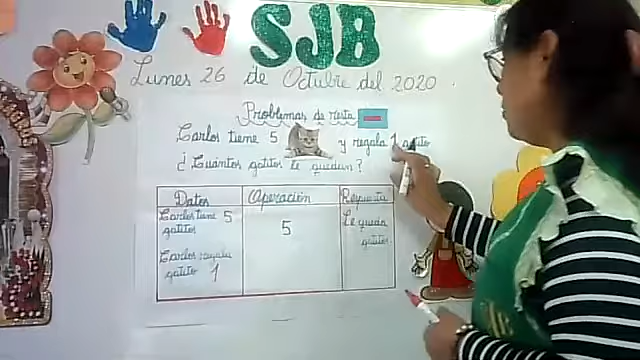 SJB
Lunes 26 de Octubre del 2020
Problemas de resta -
Carlos tiene 5 y regala 1 gatito
¿Cuántos gatitos le quedan?
Datos Operación Respuesta
Carlos tiene 5
gatitos
Carlos regala
gatito 1
5
Le queda
gatitos.